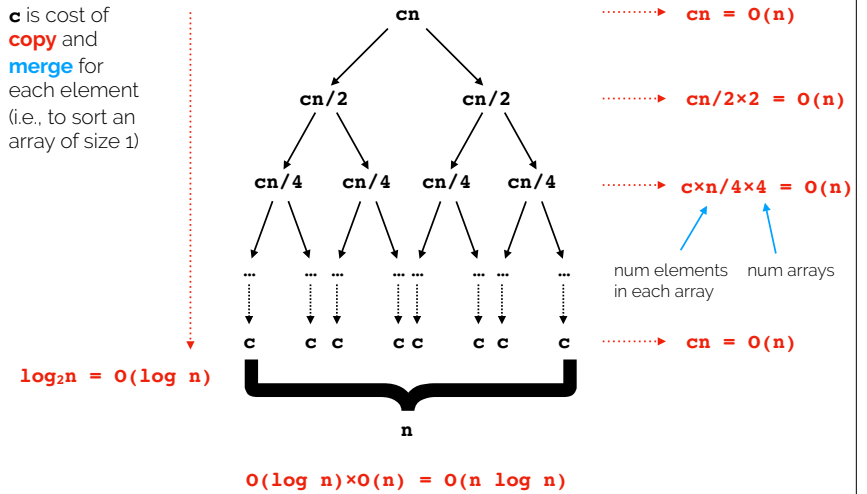 c is cost of
copy and
merge for
each element
(i.e., to sort an
array of size 1)
cn
cn = O(n)
cn/2 cn/2
cn/2×2 = O(n)
cn/4 cn/4 cn/4 cn/4
c×n/4×4 = O(n)
num elements
in each array
num arrays
… … … … … … … …
c c c c c c c c
cn = O(n)
log₂n = O(log n)
n
O(log n)×O(n) = O(n log n)